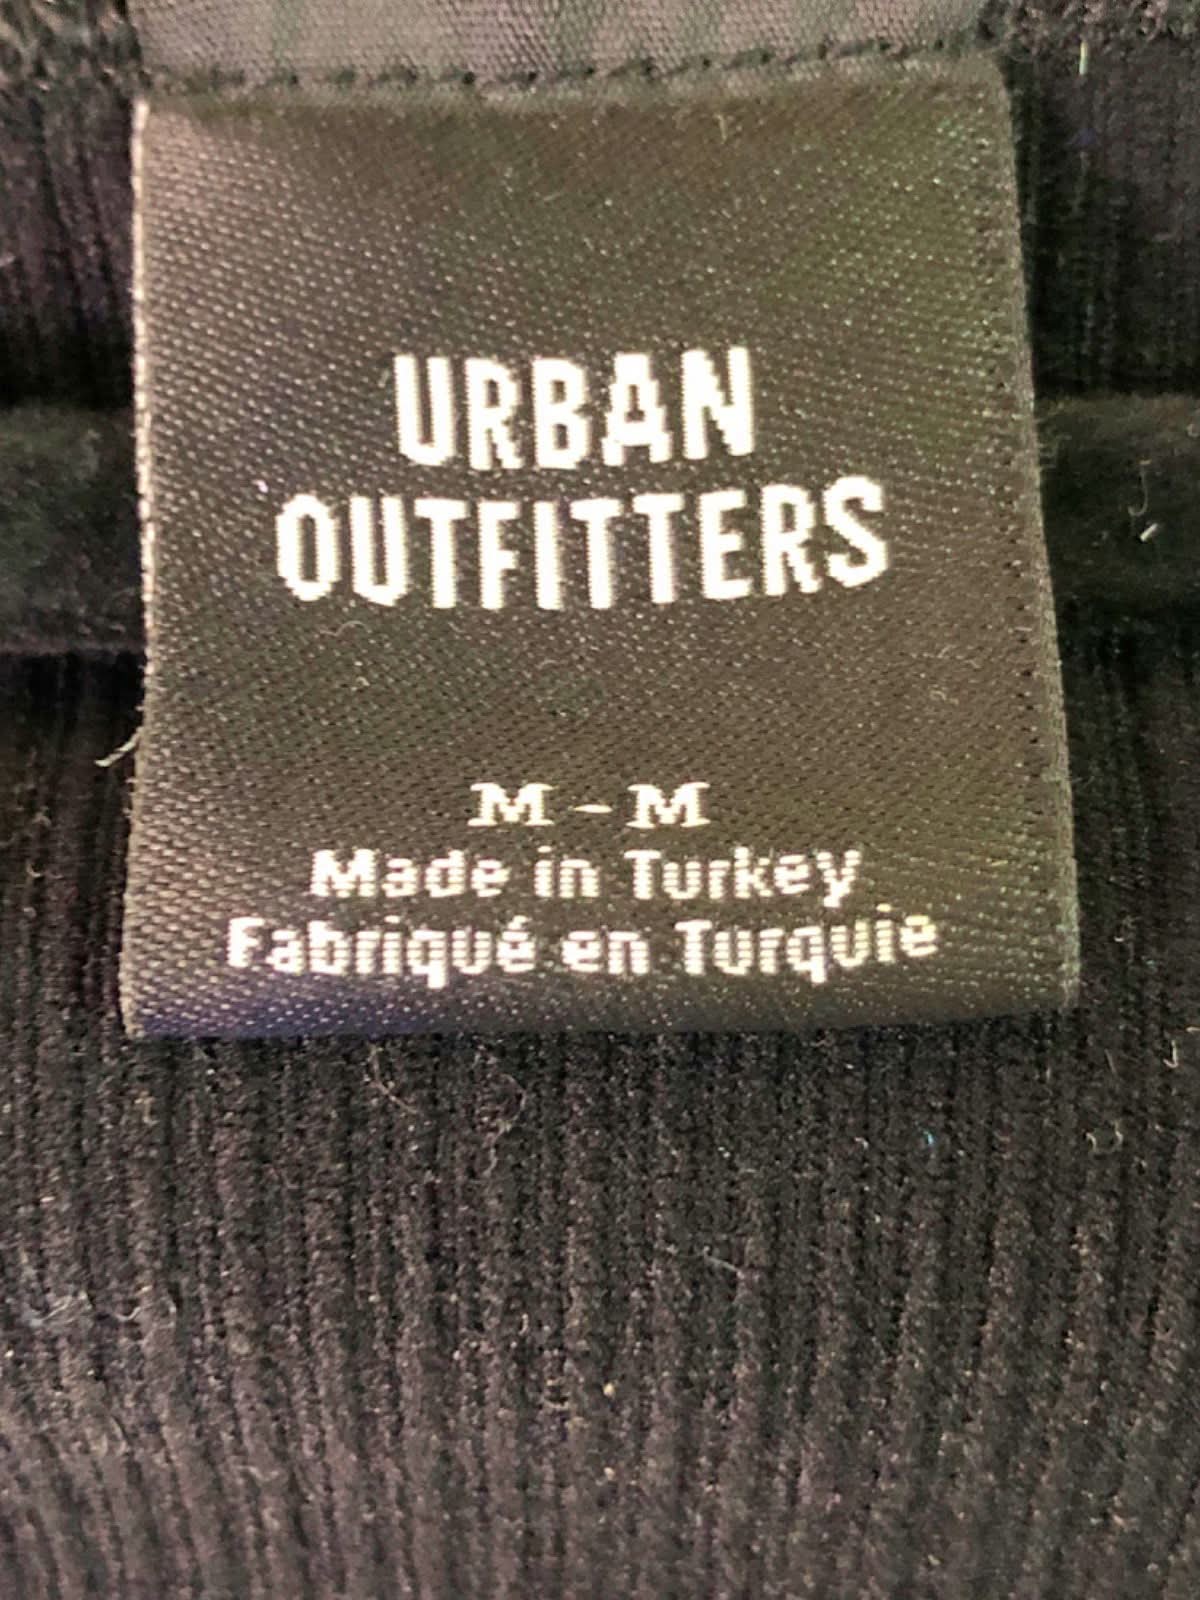 URBAN
OUTFITTERS
M - M
Made in Turkey
Fabriqué en Turquie